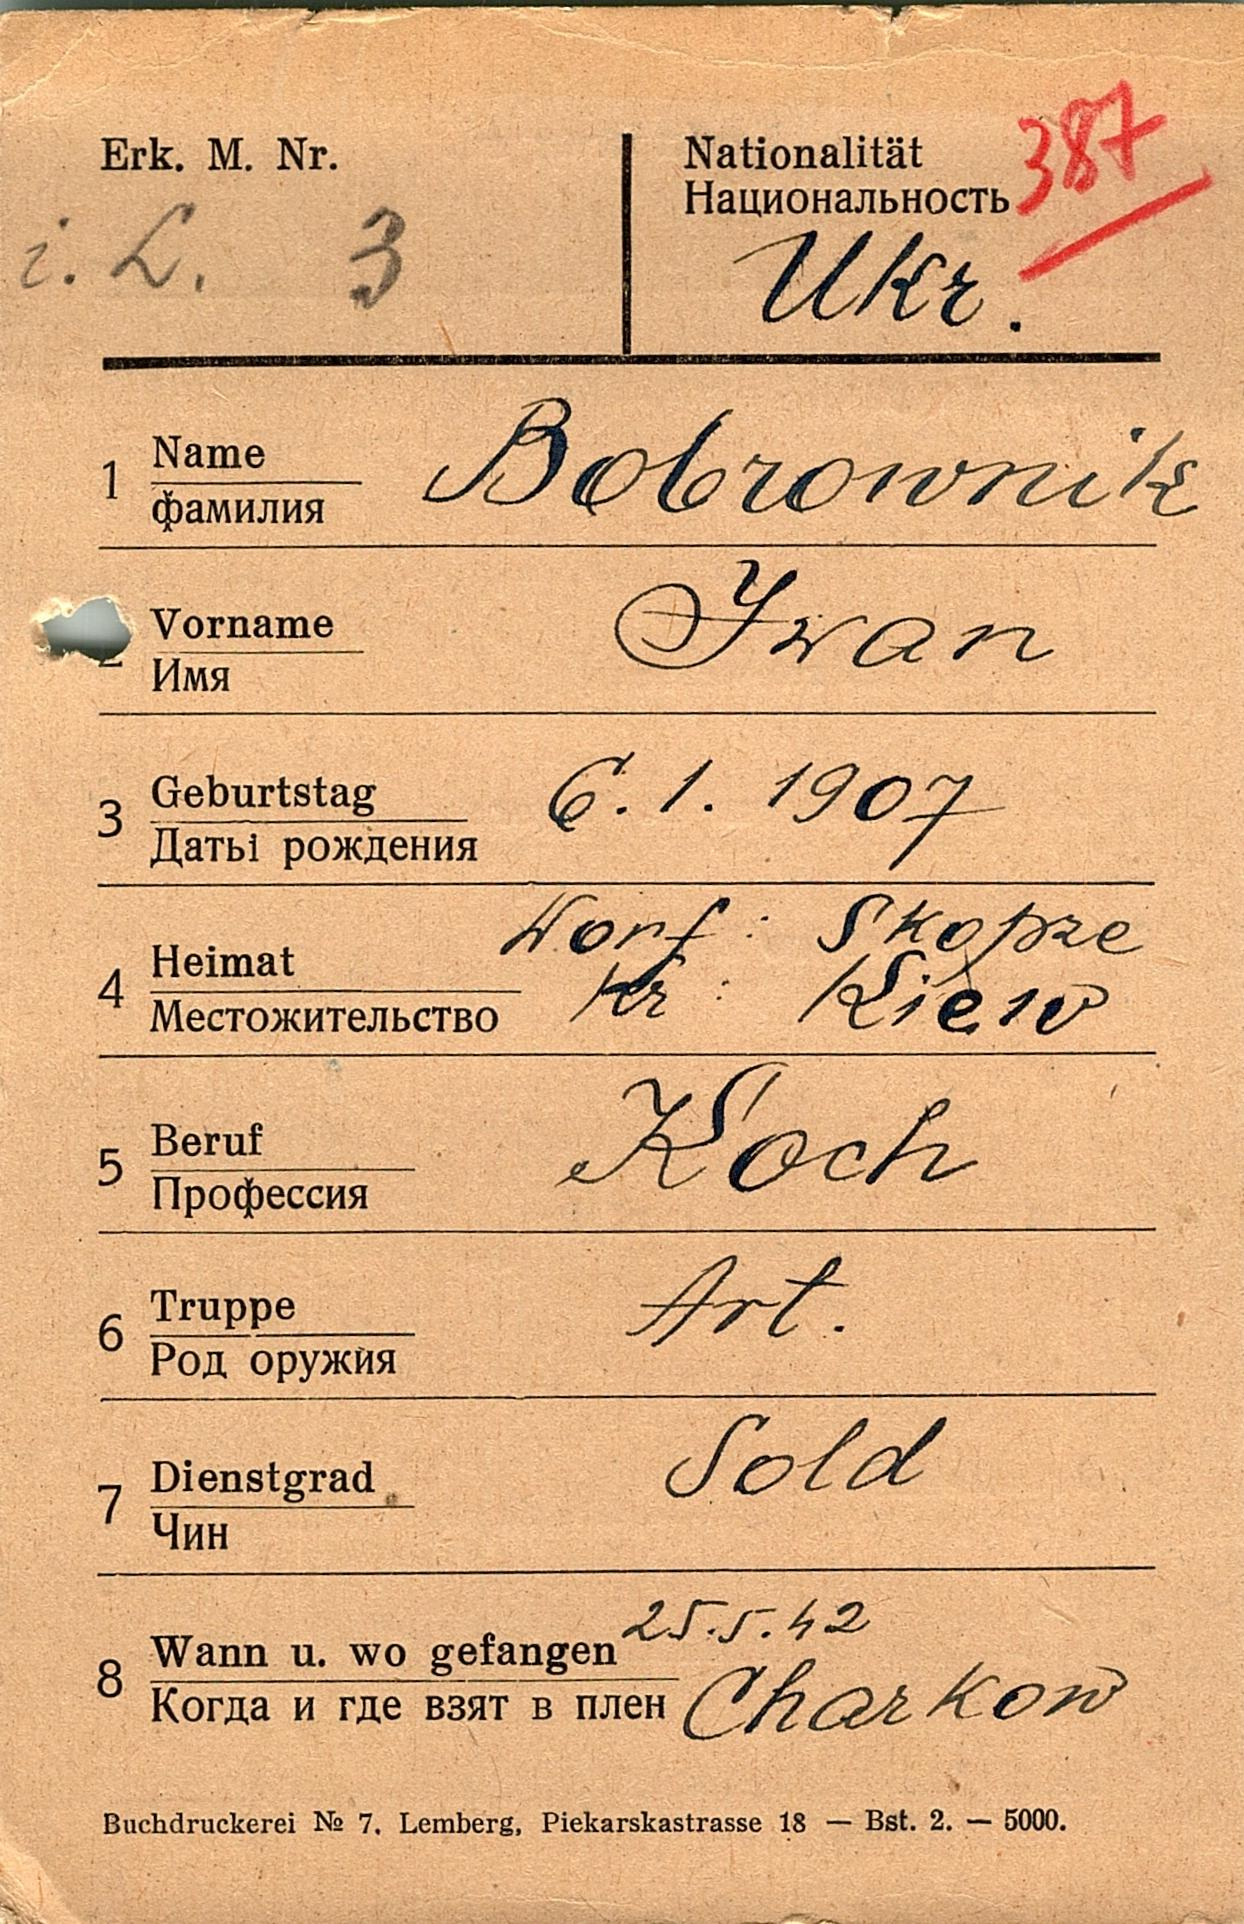 Erk. M. Nr.
i. L. 3
Nationalität
Национальность
387
Ukr.
1 Name
фамилия
Bobrownik
2 Vorname
Имя
Iwan
3 Geburtstag
Даты рождения
6. 1. 1907
4 Heimat
Местожительство
Dorf : Skopze
Kr : Kiew
5 Beruf
Профессия
Koch
6 Truppe
Род оружия
Art.
7 Dienstgrad
Чин
Sold
8 Wann u. wo gefangen
Когда и где взят в плен
25.5.42
Charkow
Buchdruckerei № 7. Lemberg, Piekarskastrasse 18 — Bst. 2. — 5000.